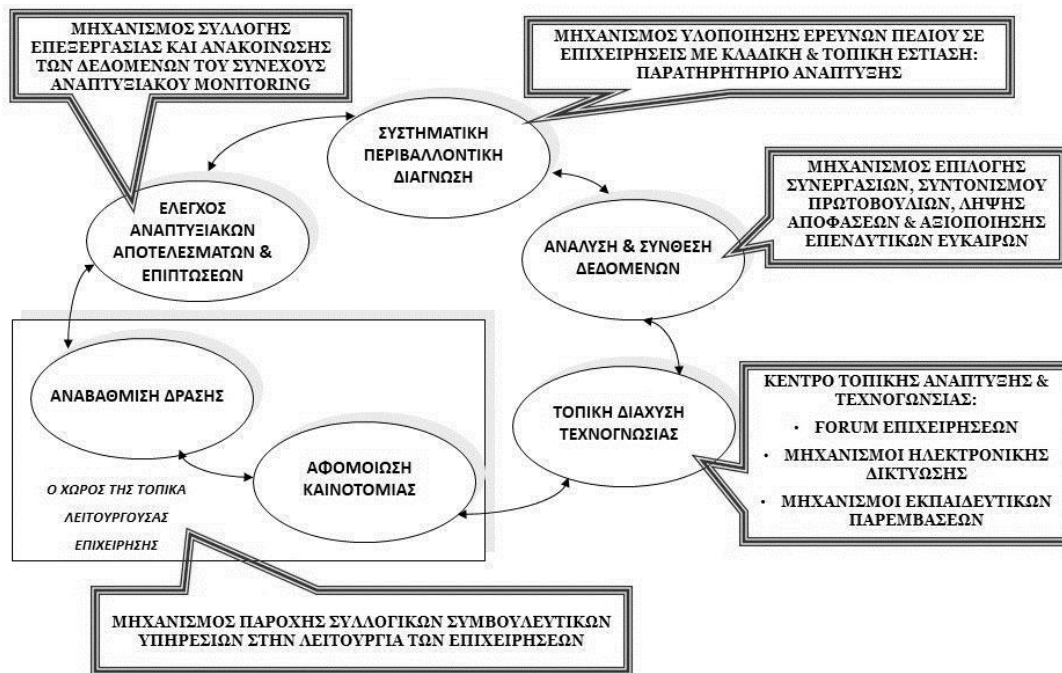 ΜΗΧΑΝΙΣΜΟΣ ΣΥΛΛΟΓΗΣ
ΕΠΕΞΕΡΓΑΣΙΑΣ ΚΑΙ ΑΝΑΚΟΙΝΩΣΗΣ
ΤΩΝ ΔΕΔΟΜΕΝΩΝ ΤΟΥ ΣΥΝΕΧΟΥΣ
ΑΝΑΠΤΥΞΙΑΚΟΥ MONITORING
ΜΗΧΑΝΙΣΜΟΣ ΥΛΟΠΟΙΗΣΗΣ ΕΡΕΥΝΩΝ ΠΕΔΙΟΥ ΣΕ
ΕΠΙΧΕΙΡΗΣΕΙΣ ΜΕ ΚΛΑΔΙΚΗ & ΤΟΠΙΚΗ ΕΣΤΙΑΣΗ:
ΠΑΡΑΤΗΡΗΤΗΡΙΟ ΑΝΑΠΤΥΞΗΣ
ΣΥΣΤΗΜΑΤΙΚΗ
ΠΕΡΙΒΑΛΛΟΝΤΙΚΗ
ΔΙΑΓΝΩΣΗ
ΜΗΧΑΝΙΣΜΟΣ ΕΠΙΛΟΓΗΣ
ΣΥΝΕΡΓΑΣΙΩΝ, ΣΥΝΤΟΝΙΣΜΟΥ
ΠΡΩΤΟΒΟΥΛΙΩΝ, ΛΗΨΗΣ
ΑΠΟΦΑΣΕΩΝ & ΑΞΙΟΠΟΙΗΣΗΣ
ΕΠΕΝΔΥΤΙΚΩΝ ΕΥΚΑΙΡΩΝ
ΕΛΕΓΧΟΣ
ΑΝΑΠΤΥΞΙΑΚΩΝ
ΑΠΟΤΕΛΕΣΜΑΤΩΝ &
ΕΠΙΠΤΩΣΕΩΝ
ΑΝΑΛΥΣΗ & ΣΥΝΘΕΣΗ
ΔΕΔΟΜΕΝΩΝ
ΑΝΑΒΑΘΜΙΣΗ ΔΡΑΣΗΣ
ΤΟΠΙΚΗ ΔΙΑΧΥΣΗ
ΤΕΧΝΟΓΝΩΣΙΑΣ
ΚΕΝΤΡΟ ΤΟΠΙΚΗΣ ΑΝΑΠΤΥΞΗΣ &
ΤΕΧΝΟΓΩΝΣΙΑΣ:
• FORUM ΕΠΙΧΕΙΡΗΣΕΩΝ
• ΜΗΧΑΝΙΣΜΟΙ ΗΛΕΚΤΡΟΝΙΚΗΣ
ΔΙΚΤΥΩΣΗΣ
• ΜΗΧΑΝΙΣΜΟΙ ΕΚΠΑΙΔΕΥΤΙΚΩΝ
ΠΑΡΕΜΒΑΣΕΩΝ
ΑΦΟΜΟΙΩΣΗ
ΚΑΙΝΟΤΟΜΙΑΣ
Ο ΧΩΡΟΣ ΤΗΣ ΤΟΠΙΚΑ
ΛΕΙΤΟΥΡΓΟΥΣΑΣ
ΕΠΙΧΕΙΡΗΣΗΣ
ΜΗΧΑΝΙΣΜΟΣ ΠΑΡΟΧΗΣ ΣΥΛΛΟΓΙΚΩΝ ΣΥΜΒΟΥΛΕΥΤΙΚΩΝ
ΥΠΗΡΕΣΙΩΝ ΣΤΗΝ ΛΕΙΤΟΥΡΓΙΑ ΤΩΝ ΕΠΙΧΕΙΡΗΣΕΩΝ